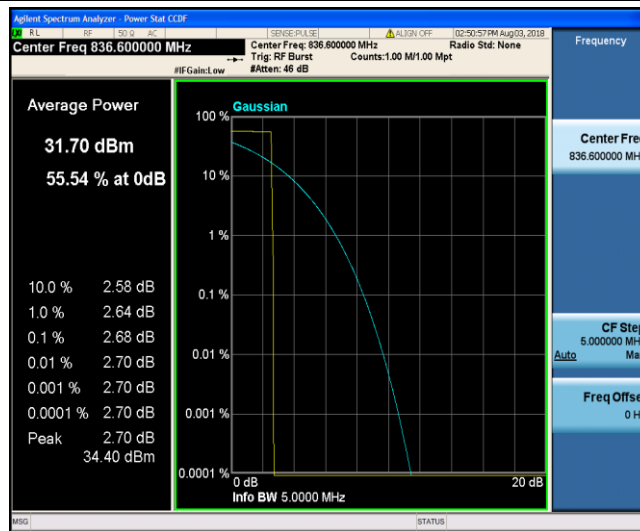 Agilent Spectrum Analyzer - Power Stat CCDF
RL RF 50 Ω AC SENSE:PULSE ALIGN OFF 02:50:57 PM Aug 03, 2018
Center Freq 836.600000 MHz
Center Freq: 836.600000 MHz Radio Std: None
Trig: RF Burst Counts:1.00 M/1.00 Mpt
#IFGain:Low #Atten: 46 dB
Frequency
Average Power
31.70 dBm
55.54 % at 0dB
10.0 % 2.58 dB
1.0 % 2.64 dB
0.1 % 2.68 dB
0.01 % 2.70 dB
0.001 % 2.70 dB
0.0001 % 2.70 dB
Peak 2.70 dB
34.40 dBm
Gaussian
100 %
10 %
1 %
0.1 %
0.01 %
0.001 %
0.0001 %
0 dB 20 dB
Info BW 5.0000 MHz
Center Fre
836.600000 MH
CF Step
5.000000 MH
Auto Ma
Freq Offse
0 H
MSG STATUS